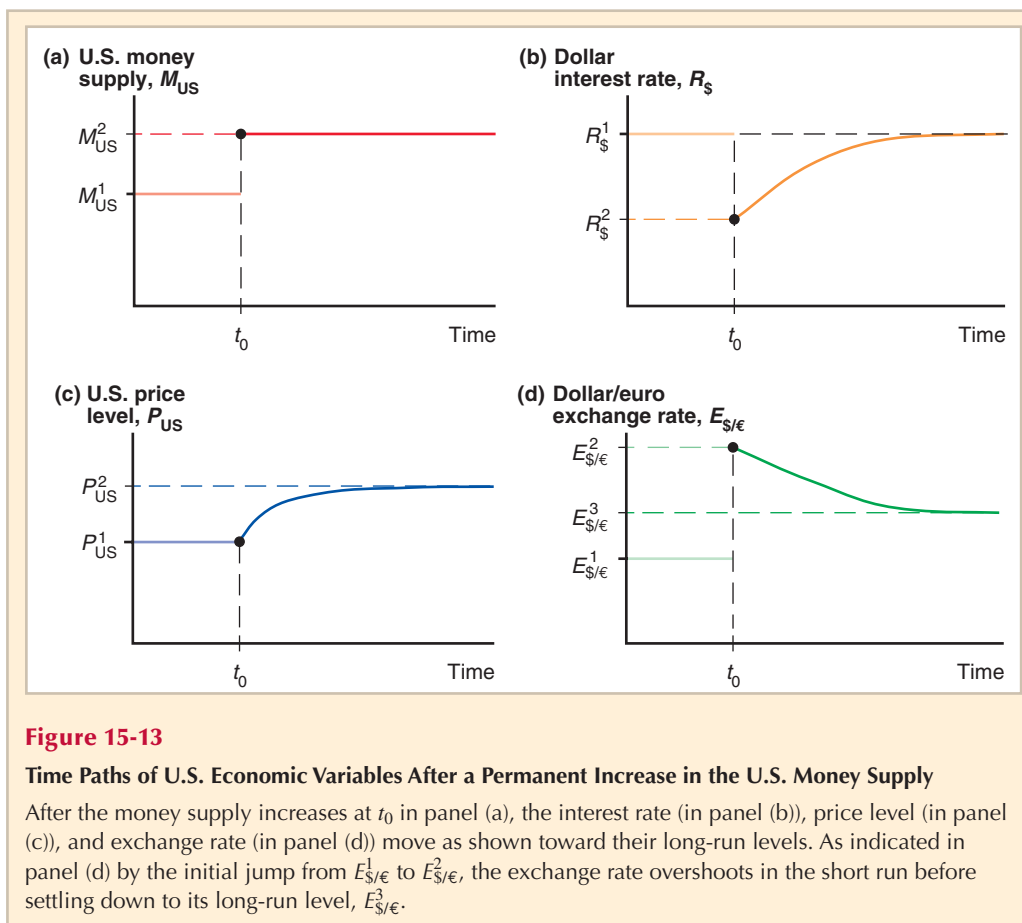 (a) U.S. money
supply, M_US
M²_US
M¹_US
t₀
Time
(b) Dollar
interest rate, R_$
R¹_$
R²_$
t₀
Time
(c) U.S. price
level, P_US
P²_US
P¹_US
t₀
Time
(d) Dollar/euro
exchange rate, E_$/€
E²_$/€
E³_$/€
E¹_$/€
t₀
Time
Figure 15-13
Time Paths of U.S. Economic Variables After a Permanent Increase in the U.S. Money Supply
After the money supply increases at t₀ in panel (a), the interest rate (in panel (b)), price level (in panel
(c)), and exchange rate (in panel (d)) move as shown toward their long-run levels. As indicated in
panel (d) by the initial jump from E¹_$/€ to E²_$/€, the exchange rate overshoots in the short run before
settling down to its long-run level, E³_$/€.